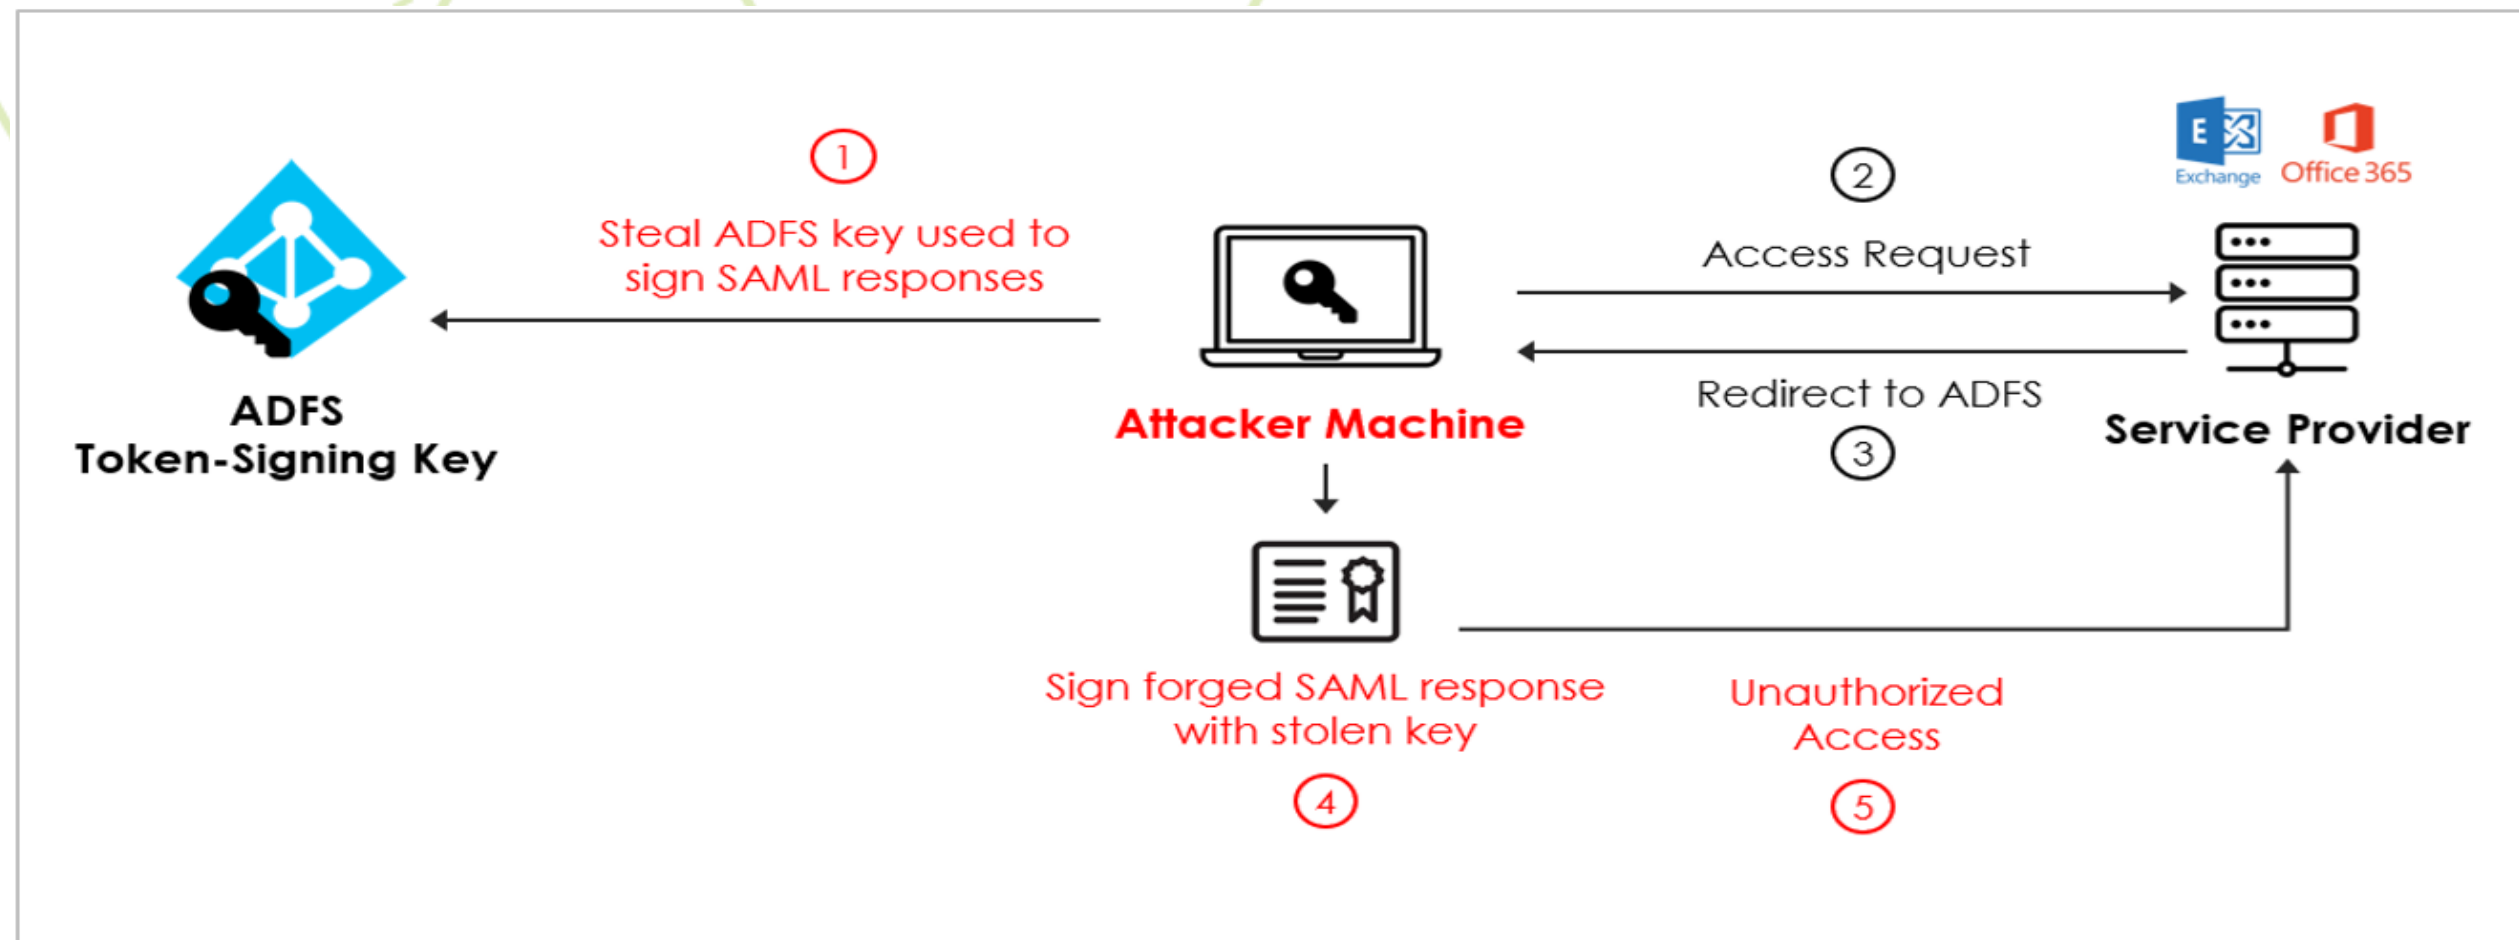 1
Steal ADFS key used to
sign SAML responses
ADFS
Token-Signing Key
Attacker Machine
2
Access Request
Redirect to ADFS
3
E
Exchange
Office 365
Service Provider
Sign forged SAML response
with stolen key
4
Unauthorized
Access
5